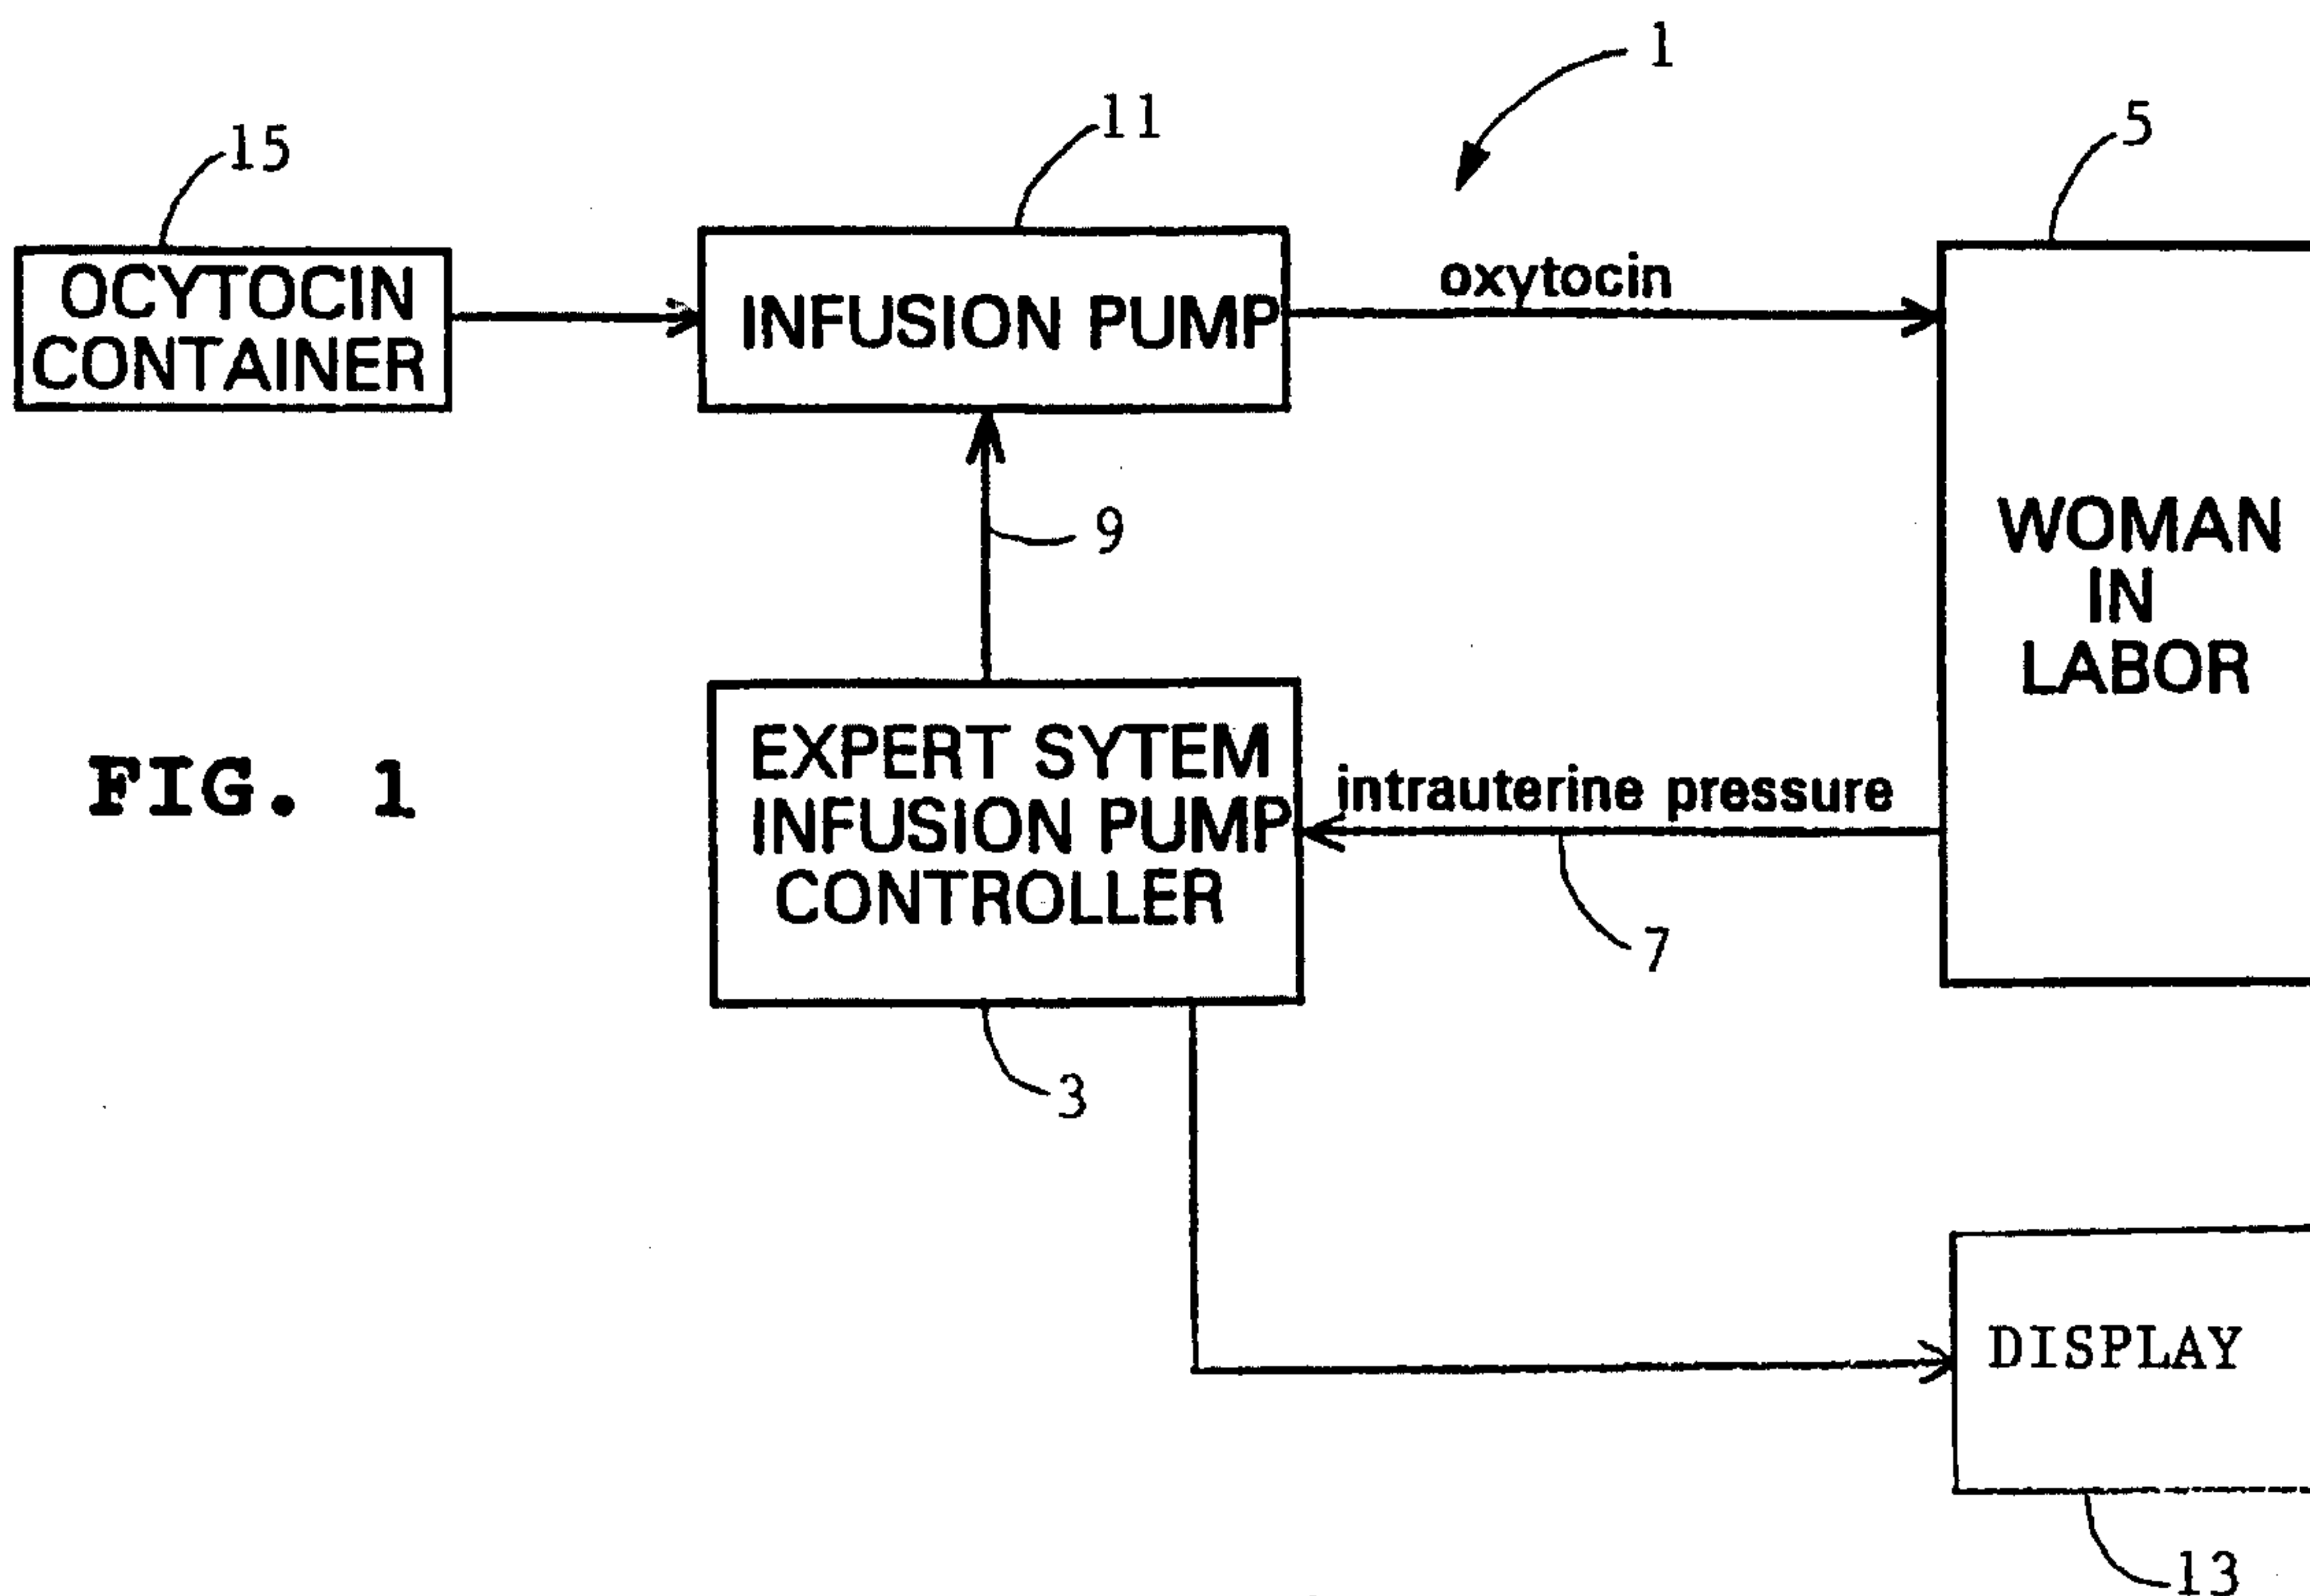 1
15
11
5
OCYTOCIN
CONTAINER
INFUSION PUMP
oxytocin
9
WOMAN
IN
LABOR
FIG. 1
EXPERT SYTEM
INFUSION PUMP
CONTROLLER
intrauterine pressure
7
3
DISPLAY
13